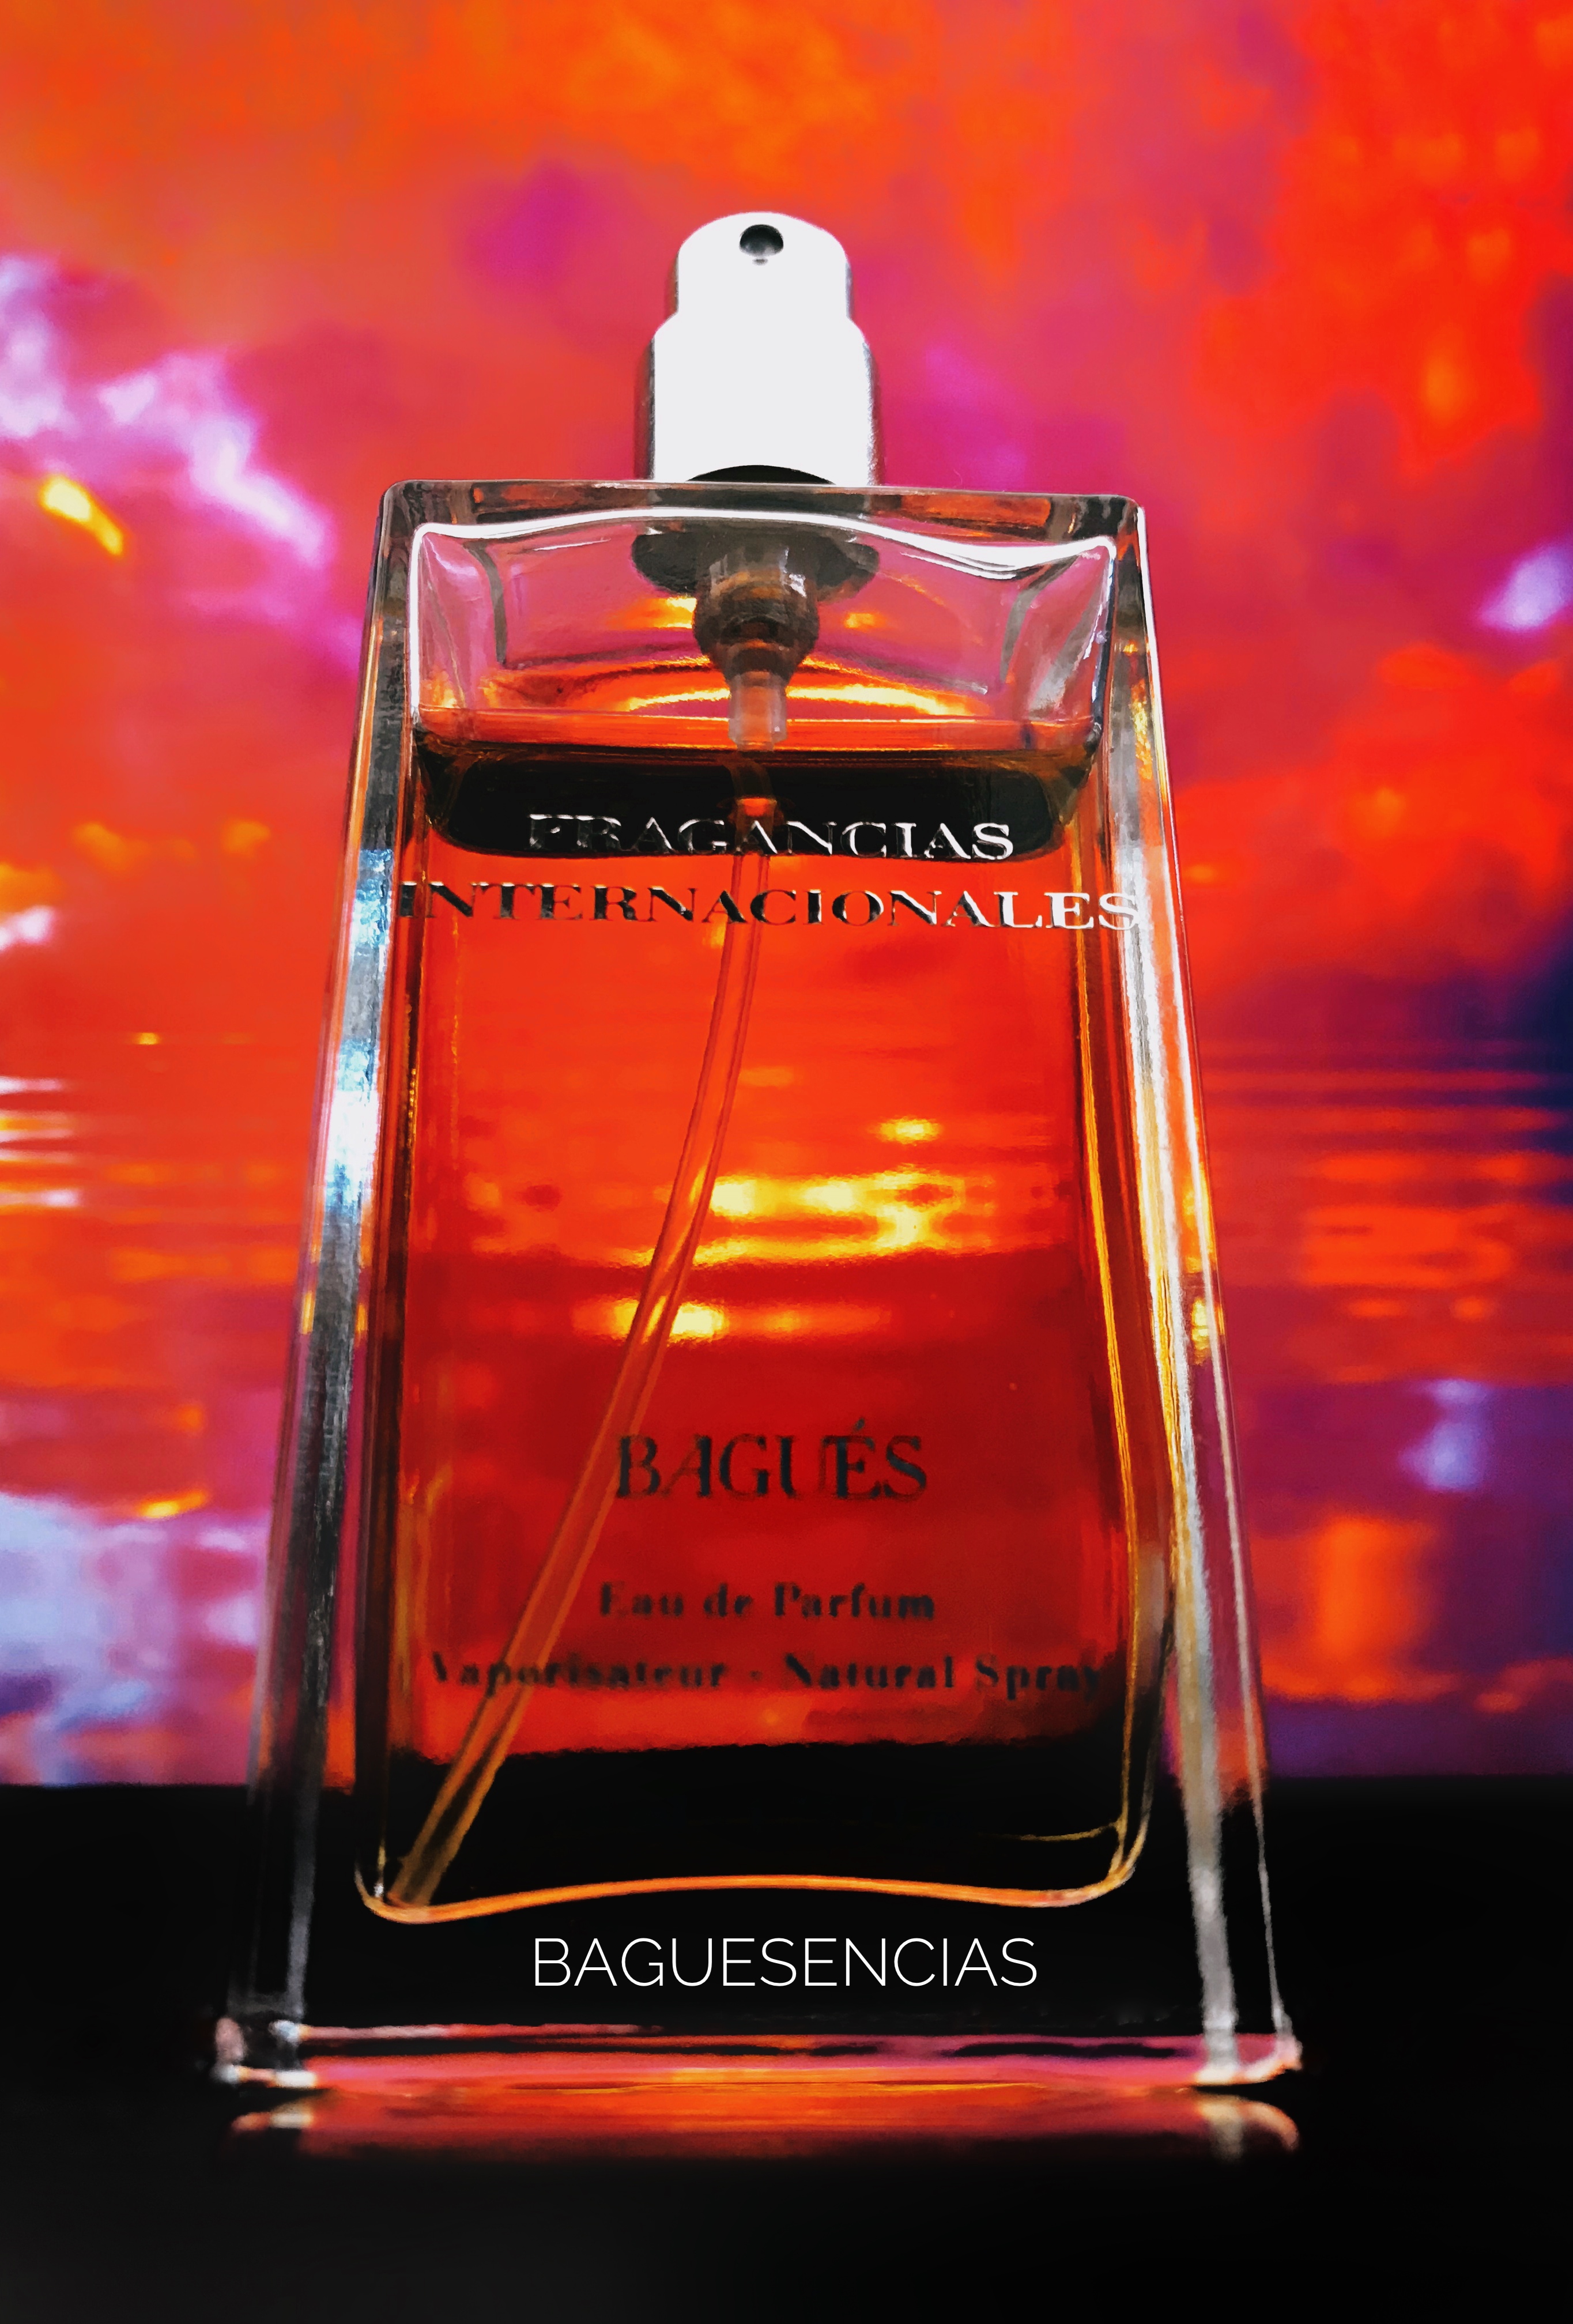 FRAGANCIAS
INTERNACIONALES
BAGUÉS
Eau de Parfum
Vaporisateur - Natural Spray
BAGUESENCIAS